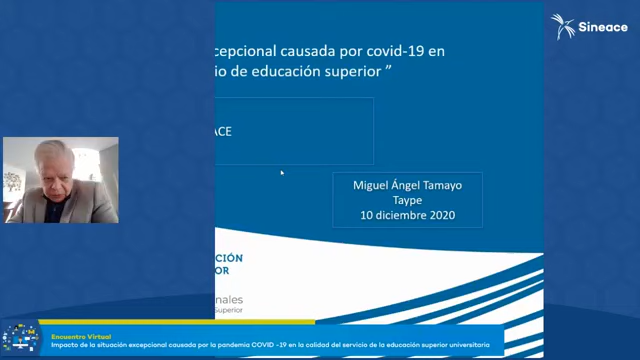 Sineace
cepcional causada por covid-19 en
io de educación superior ”
ACE
Miguel Ángel Tamayo
Taype
10 diciembre 2020
CIÓN
OR
nales
Superior
Encuentro Virtual
Impacto de la situación excepcional causada por la pandemia COVID -19 en la calidad del servicio de la educación superior universitaria